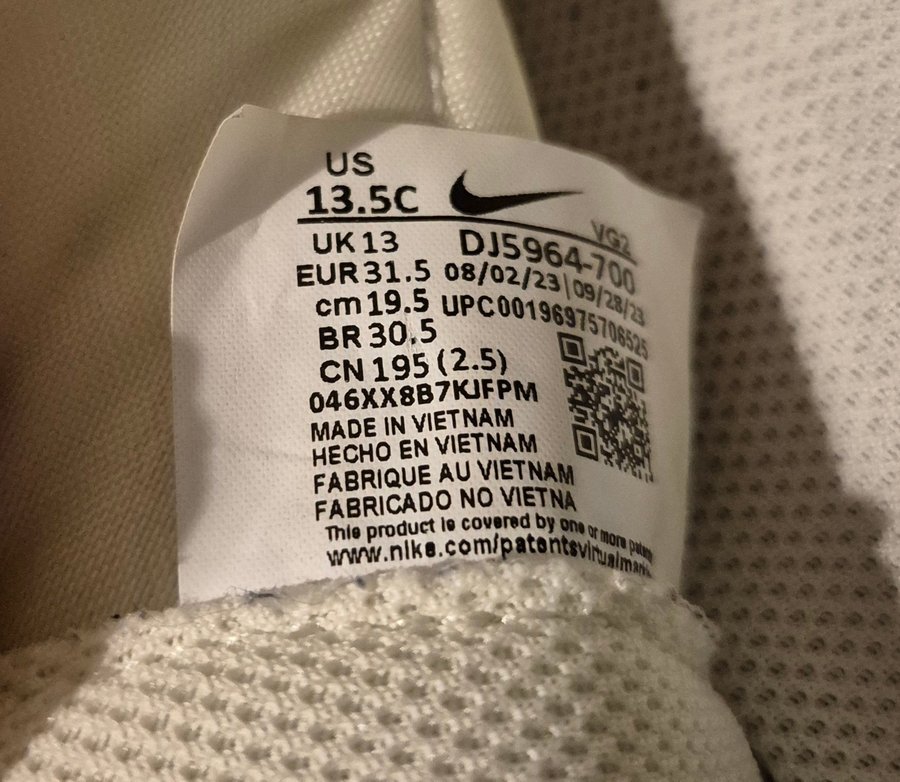 US
13.5C
UK 13
EUR 31.5
cm 19.5
BR 30.5
CN 195 (2.5)
VG2
DJ5964-700
08/02/23|09/28/23
UPC00196975706525
046XX8B7KJFPM
MADE IN VIETNAM
HECHO EN VIETNAM
FABRIQUE AU VIETNAM
FABRICADO NO VIETNA
This product is covered by one or more
www.nike.com/patentsvirtualmark